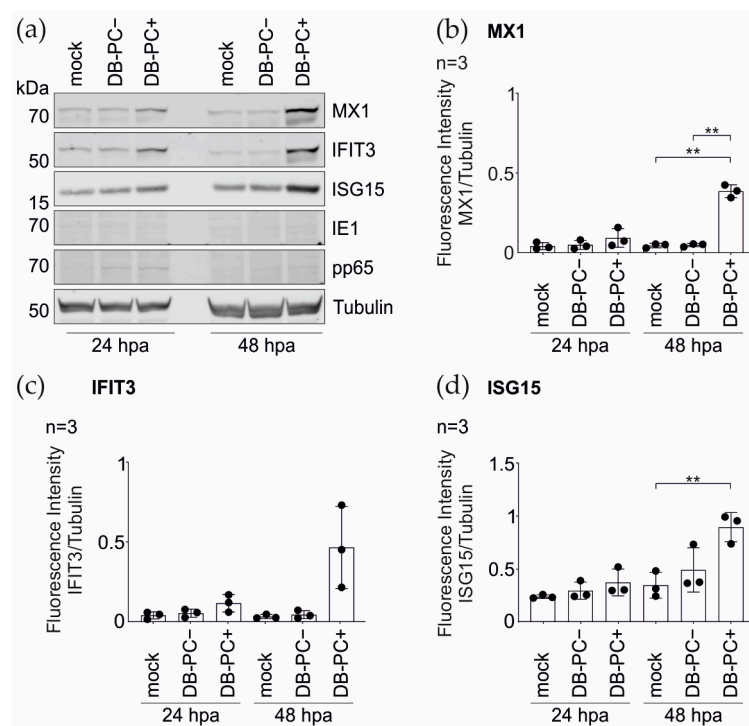 (a)
mock
DB-PC−
DB-PC+
mock
DB-PC−
DB-PC+
kDa
70
MX1
50
IFIT3
15
ISG15
70
IE1
70
pp65
50
Tubulin
24 hpa
48 hpa
(b) MX1
n=3
Fluorescence Intensity
MX1/Tubulin
1
0.5
0
**
**
mock
DB-PC−
DB-PC+
mock
DB-PC−
DB-PC+
24 hpa
48 hpa
(c) IFIT3
n=3
Fluorescence Intensity
IFIT3/Tubulin
1
0.5
0
mock
DB-PC−
DB-PC+
mock
DB-PC−
DB-PC+
24 hpa
48 hpa
(d) ISG15
n=3
Fluorescence Intensity
ISG15/Tubulin
1.5
1
0.5
0
**
mock
DB-PC−
DB-PC+
mock
DB-PC−
DB-PC+
24 hpa
48 hpa